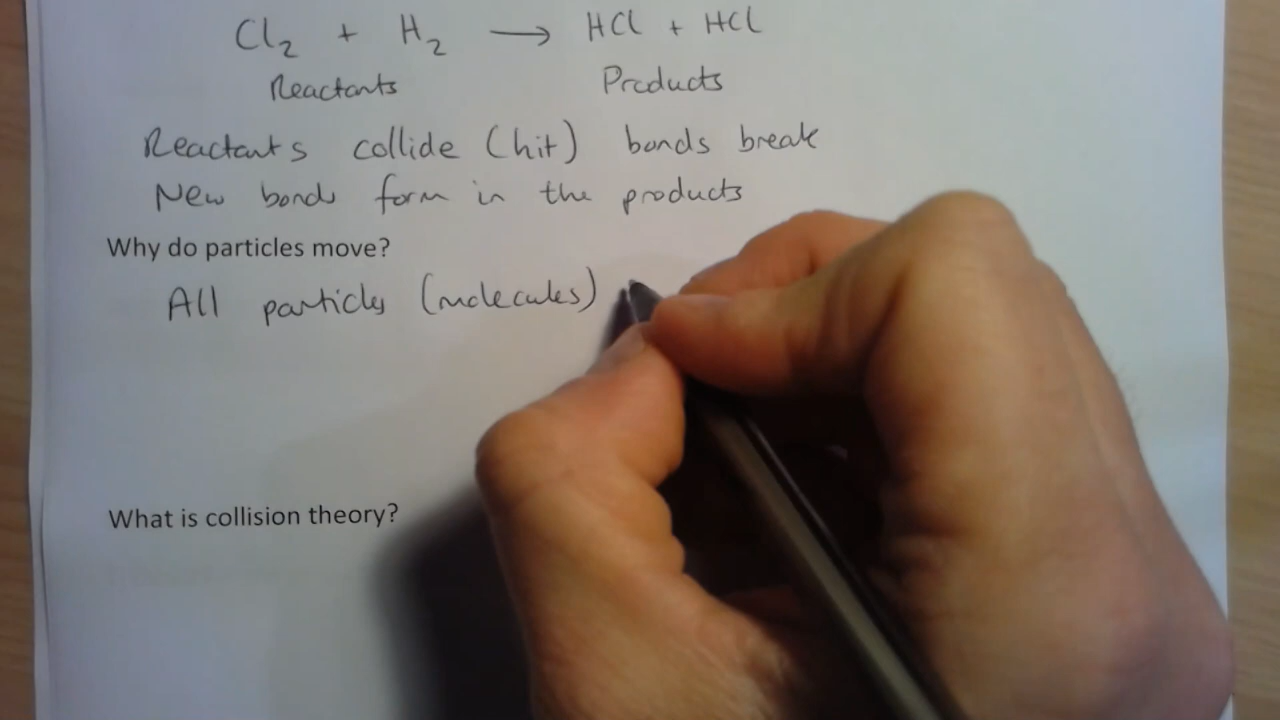 Cl₂ + H₂ → HCl + HCl
Reactants Products
Reactants collide (hit) bonds break
New bonds form in the products
Why do particles move?
All particles (molecules)
What is collision theory?